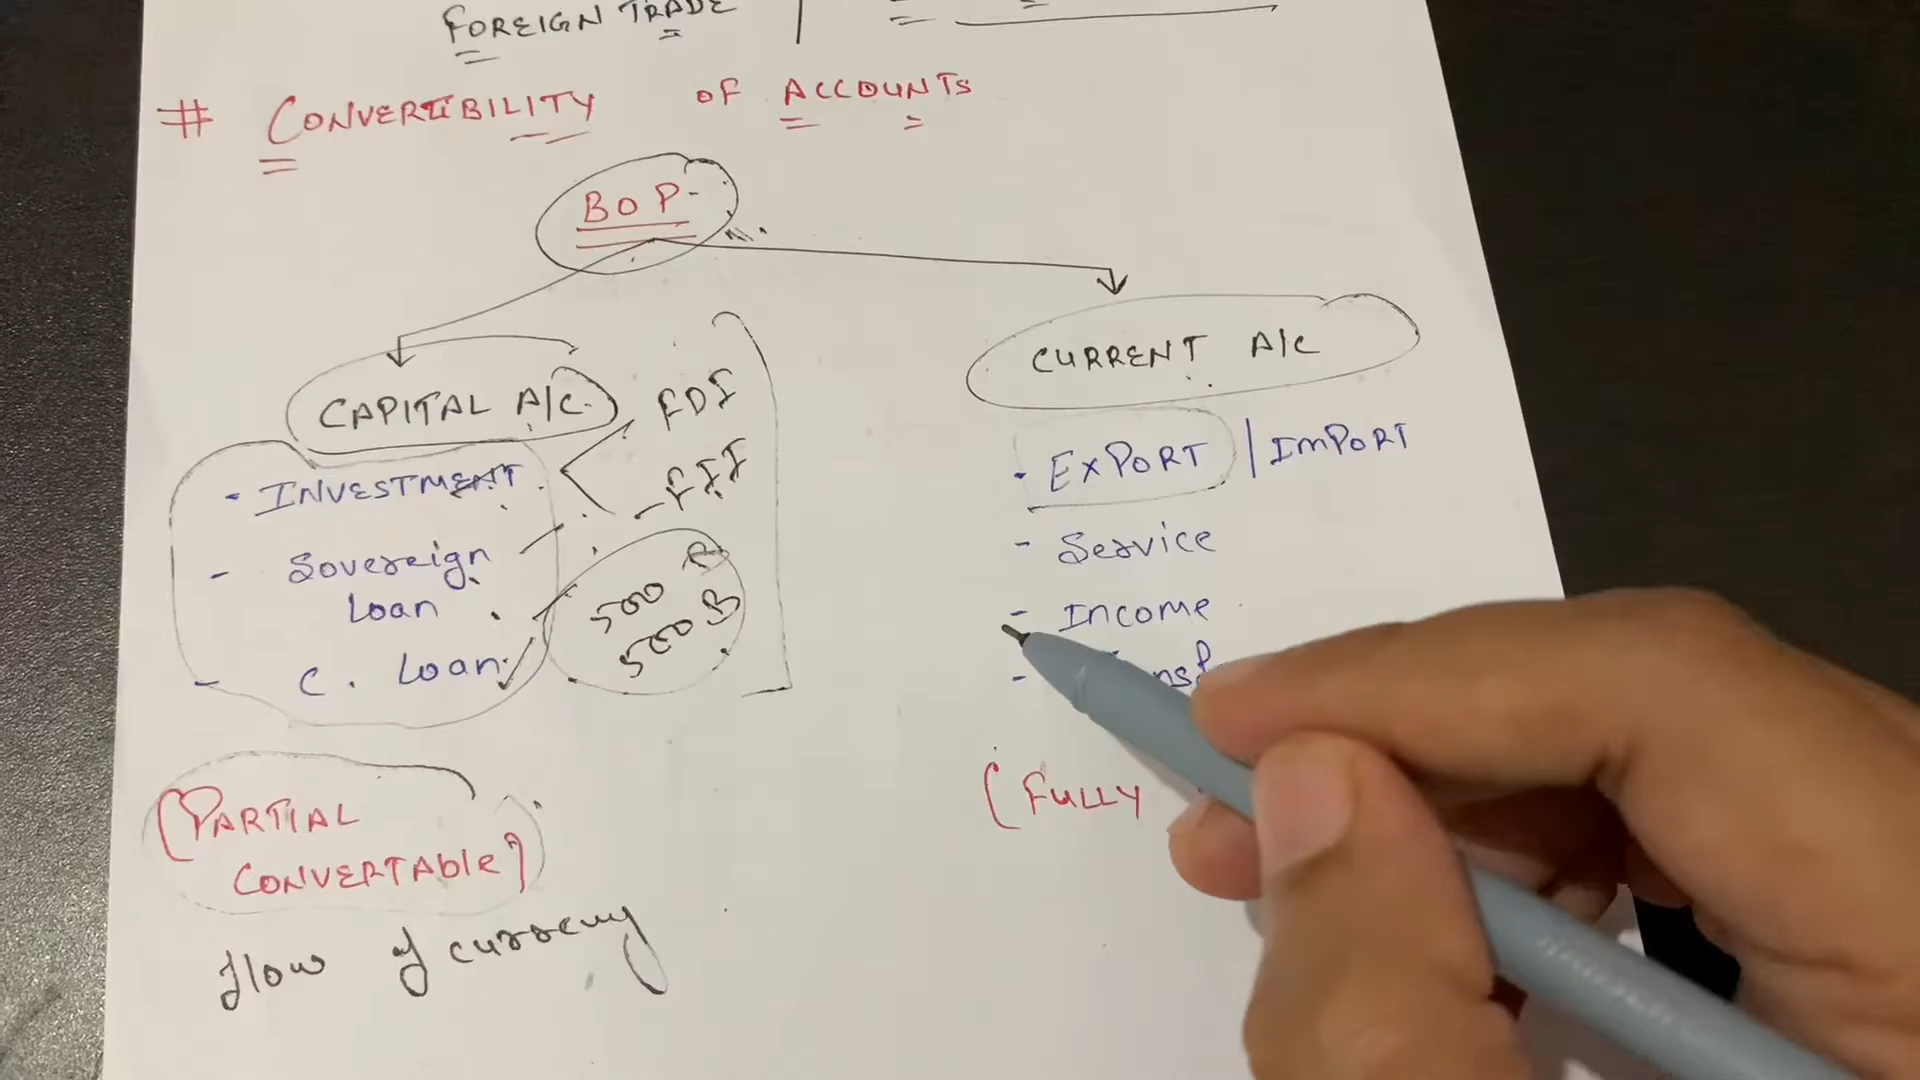 FOREIGN TRADE
# CONVERTIBILITY OF ACCOUNTS
BOP
CAPITAL A/C
- INVESTMENT
FDI
- FII
- Sovereign
Loan
500
500 B
- C. Loan
(PARTIAL
CONVERTABLE)
flow of currency
CURRENT A/C
- EXPORT / IMPORT
- Service
- Income
-
(FULLY